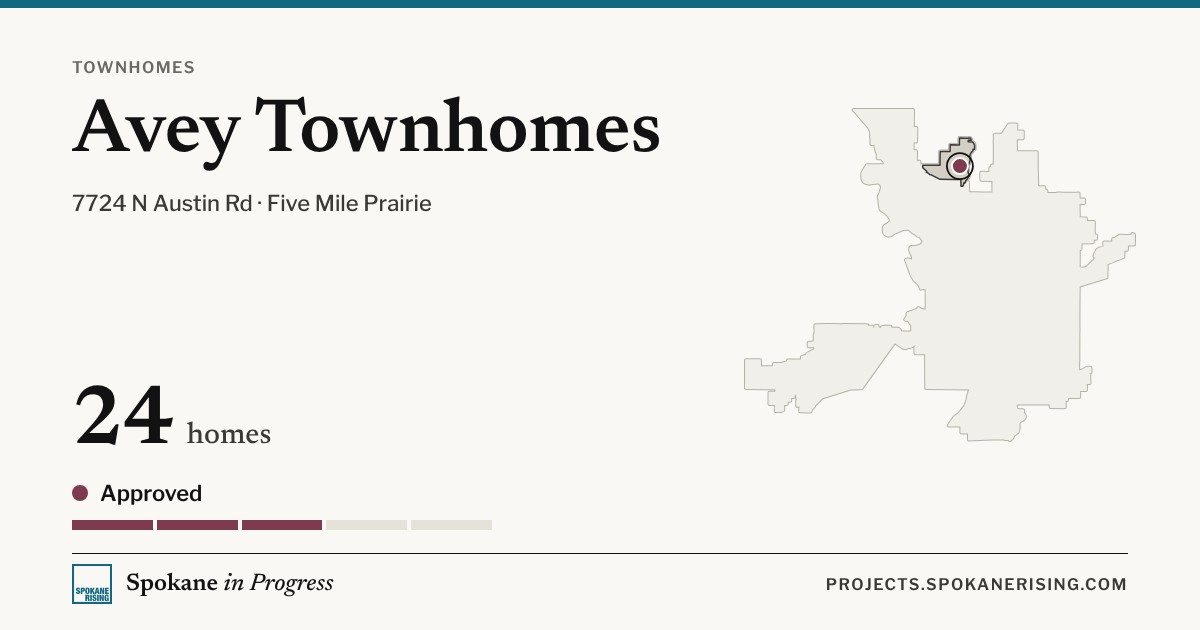 TOWNHOMES
Avey Townhomes
7724 N Austin Rd · Five Mile Prairie
24 homes
Approved
SPOKANE
RISING
Spokane in Progress
PROJECTS.SPOKANERISING.COM